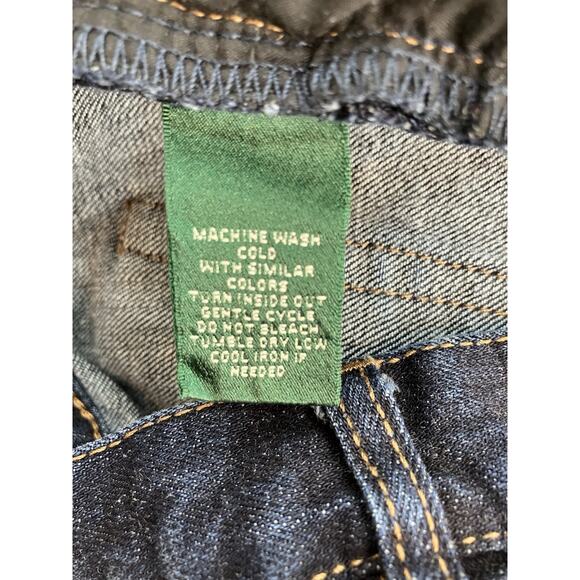 MACHINE WASH
COLD
WITH SIMILAR
COLORS
TURN INSIDE OUT
GENTLE CYCLE
DO NOT BLEACH
TUMBLE DRY LOW
COOL IRON IF
NEEDED